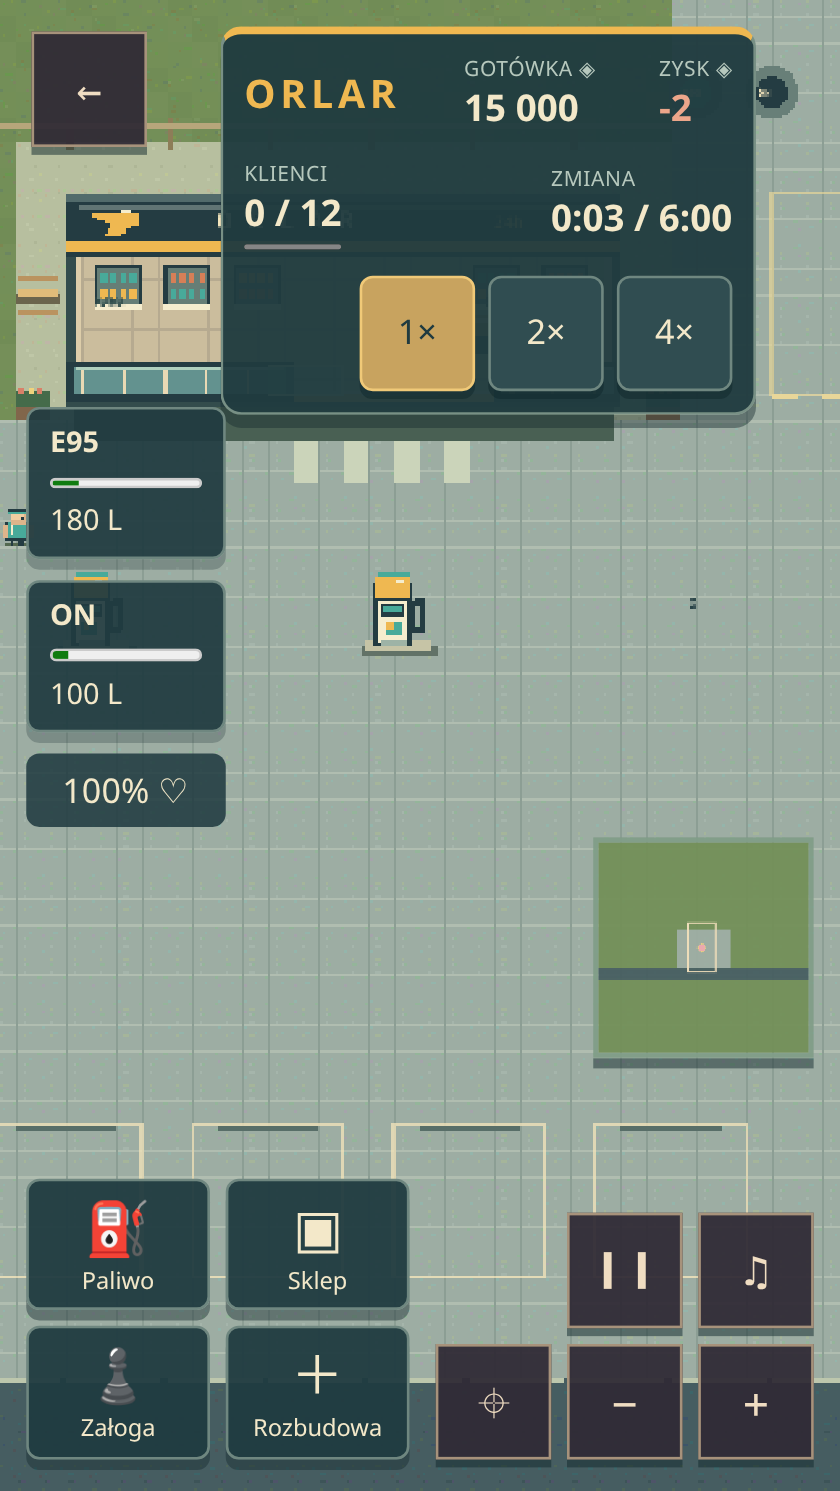 ←
ORLAR
GOTÓWKA ◈
15 000
ZYSK ◈
-2
KLIENCI
0 / 12
ZMIANA
0:03 / 6:00
1×
2×
4×
E95
180 L
ON
100 L
100% ♡
Paliwo
Sklep
Załoga
Rozbudowa
−
+